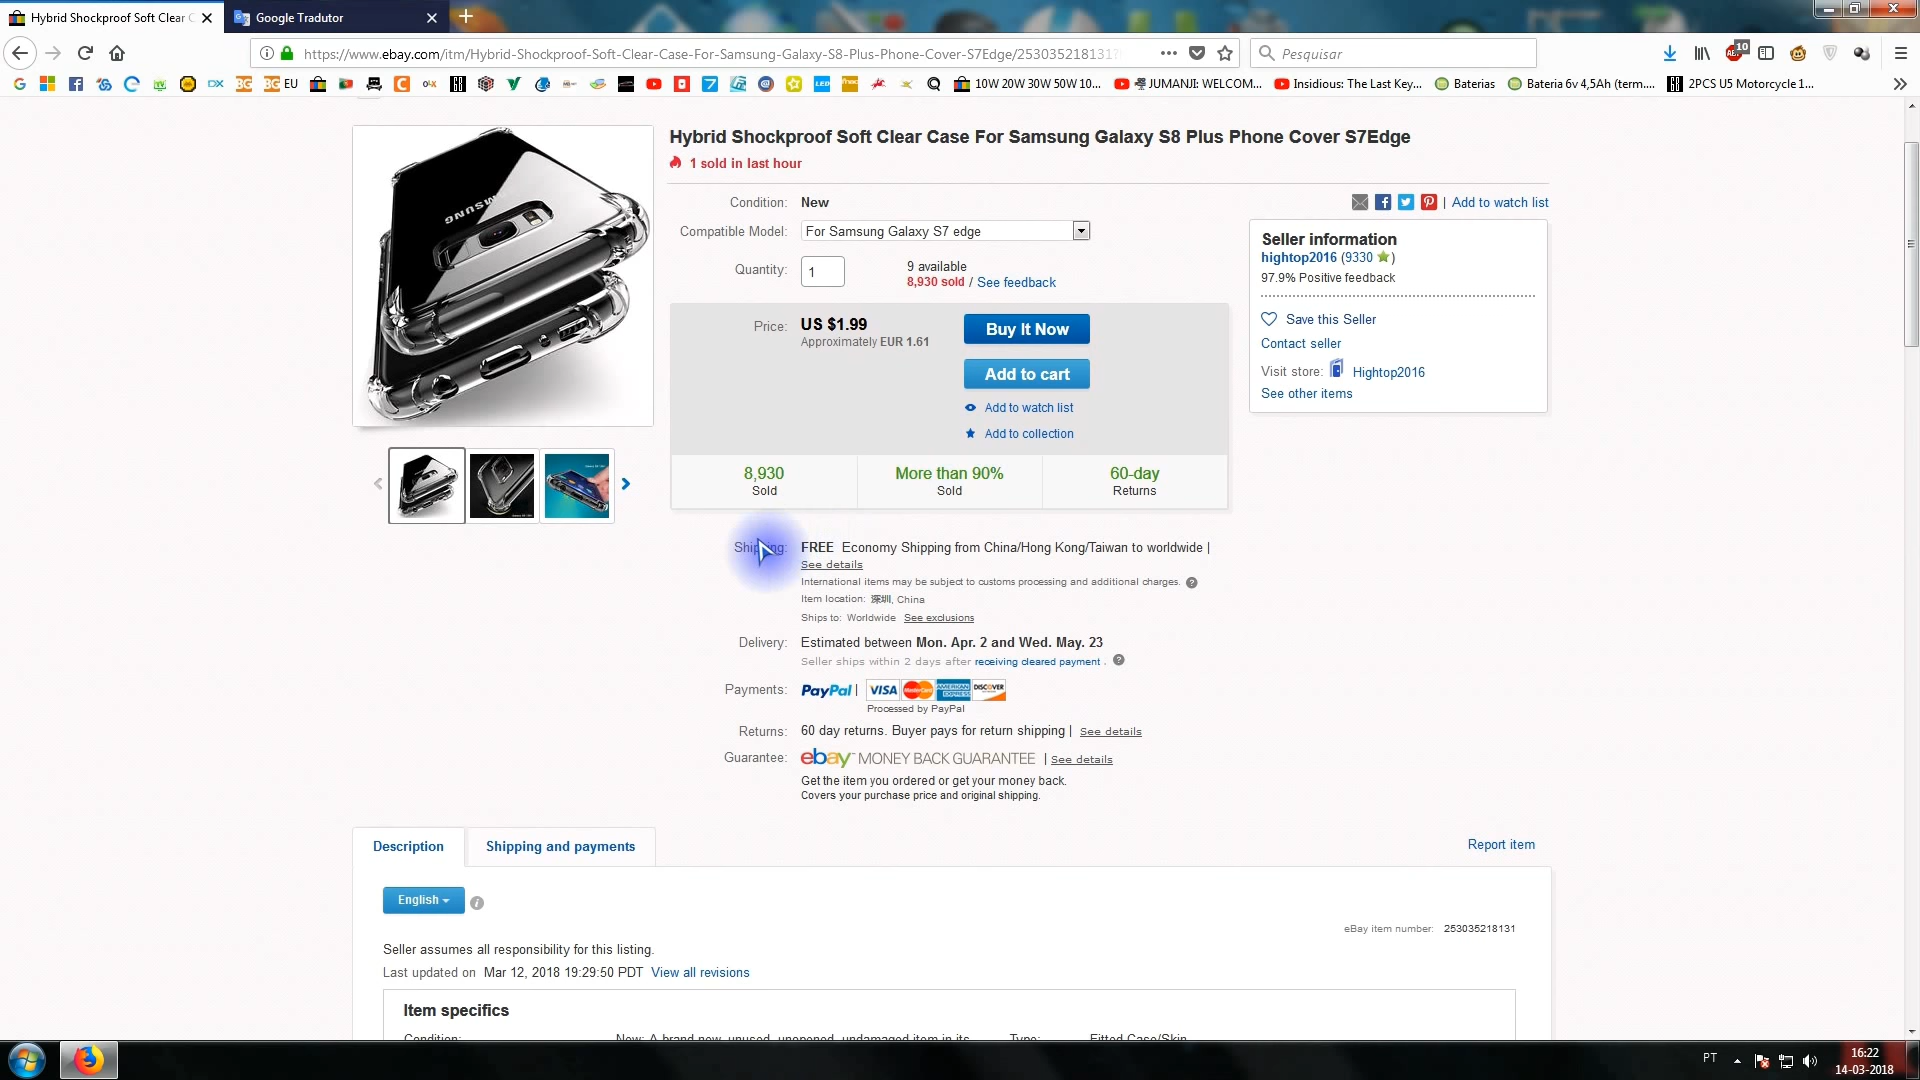 Hybrid Shockproof Soft Clear C
Google Tradutor
https://www.ebay.com/itm/Hybrid-Shockproof-Soft-Clear-Case-For-Samsung-Galaxy-S8-Plus-Phone-Cover-S7Edge/253035218131?
Pesquisar
10
EU
10W 20W 30W 50W 10...
JUMANJI: WELCOM...
Insidious: The Last Key...
Baterias
Bateria 6v 4,5Ah (term....
2PCS U5 Motorcycle 1...
Hybrid Shockproof Soft Clear Case For Samsung Galaxy S8 Plus Phone Cover S7Edge
1 sold in last hour
SAMSUNG
Condition: New
| Add to watch list
Compatible Model: For Samsung Galaxy S7 edge
Quantity: 1
9 available
8,930 sold / See feedback
Seller information
hightop2016 (9330 )
97.9% Positive feedback
Save this Seller
Contact seller
Visit store: Hightop2016
See other items
Price: US $1.99
Approximately EUR 1.61
Buy It Now
Add to cart
Add to watch list
Add to collection
8,930 Sold
More than 90% Sold
60-day Returns
Shipping: FREE Economy Shipping from China/Hong Kong/Taiwan to worldwide |
See details
International items may be subject to customs processing and additional charges.
Item location: 深圳, China
Ships to: Worldwide See exclusions
Delivery: Estimated between Mon. Apr. 2 and Wed. May. 23
Seller ships within 2 days after receiving cleared payment .
Payments: PayPal | VISA MasterCard AMERICAN EXPRESS DISCOVER
Processed by PayPal
Returns: 60 day returns. Buyer pays for return shipping | See details
Guarantee: ebay MONEY BACK GUARANTEE | See details
Get the item you ordered or get your money back.
Covers your purchase price and original shipping.
Description
Shipping and payments
Report item
English
eBay item number: 253035218131
Seller assumes all responsibility for this listing.
Last updated on Mar 12, 2018 19:29:50 PDT View all revisions
Item specifics
Condition: New: A brand-new, unused, unopened, undamaged item in its Type: Fitted Case/Skin
PT
16:22
14-03-2018